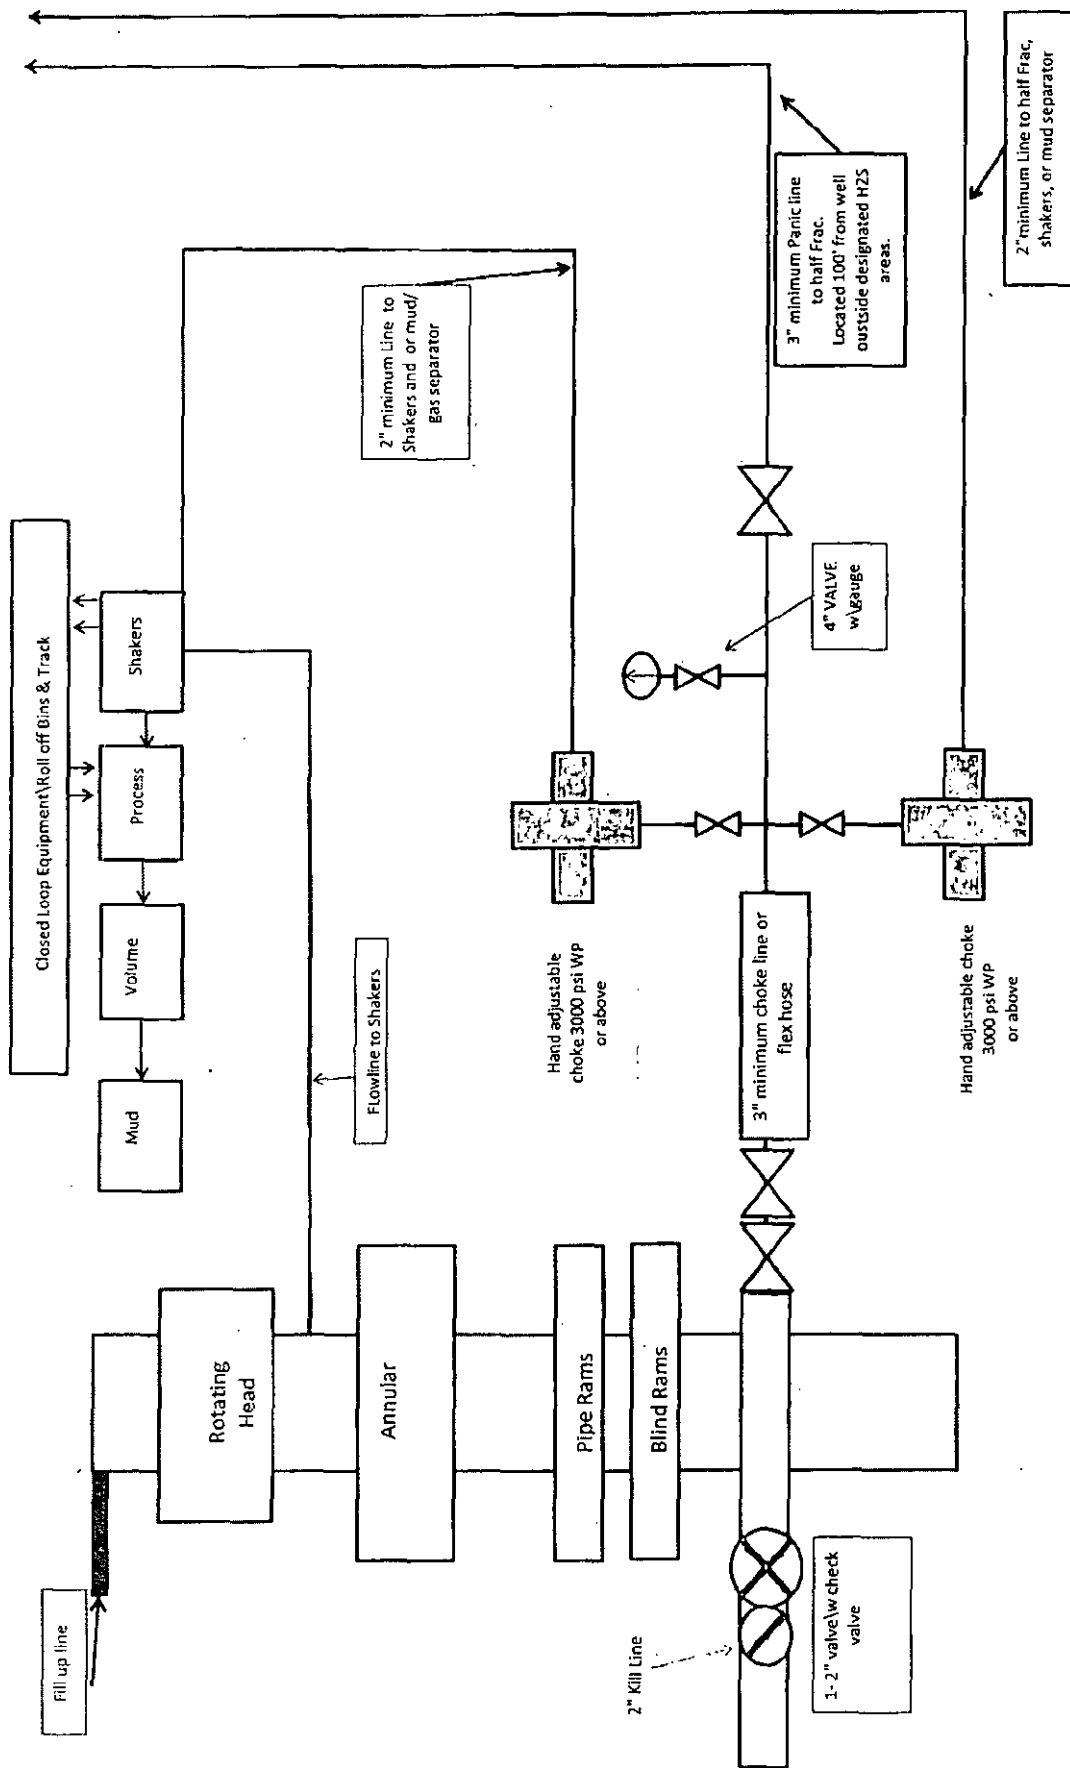 Fill up line
Rotating
Head
Annular
Pipe Rams
Blind Rams
2" Kill Line
1- 2" valve\w check
valve
Closed Loop Equipment\Roll off Bins & Track
Mud
Volume
Process
Shakers
FLowline to Shakers
2" minimum Line to
Shakers and or mud/
gas separator
Hand adjustable
choke 3000 psi WP
or above
3" minimum choke line or
flex hose
4" VALVE
w\gauge
3" minimum Panic line
to half Frac.
Located 100' from well
oustside designated H2S
areas.
Hand adjustable choke
3000 psi WP
or above
2" minimum Line to half Frac,
shakers, or mud separator